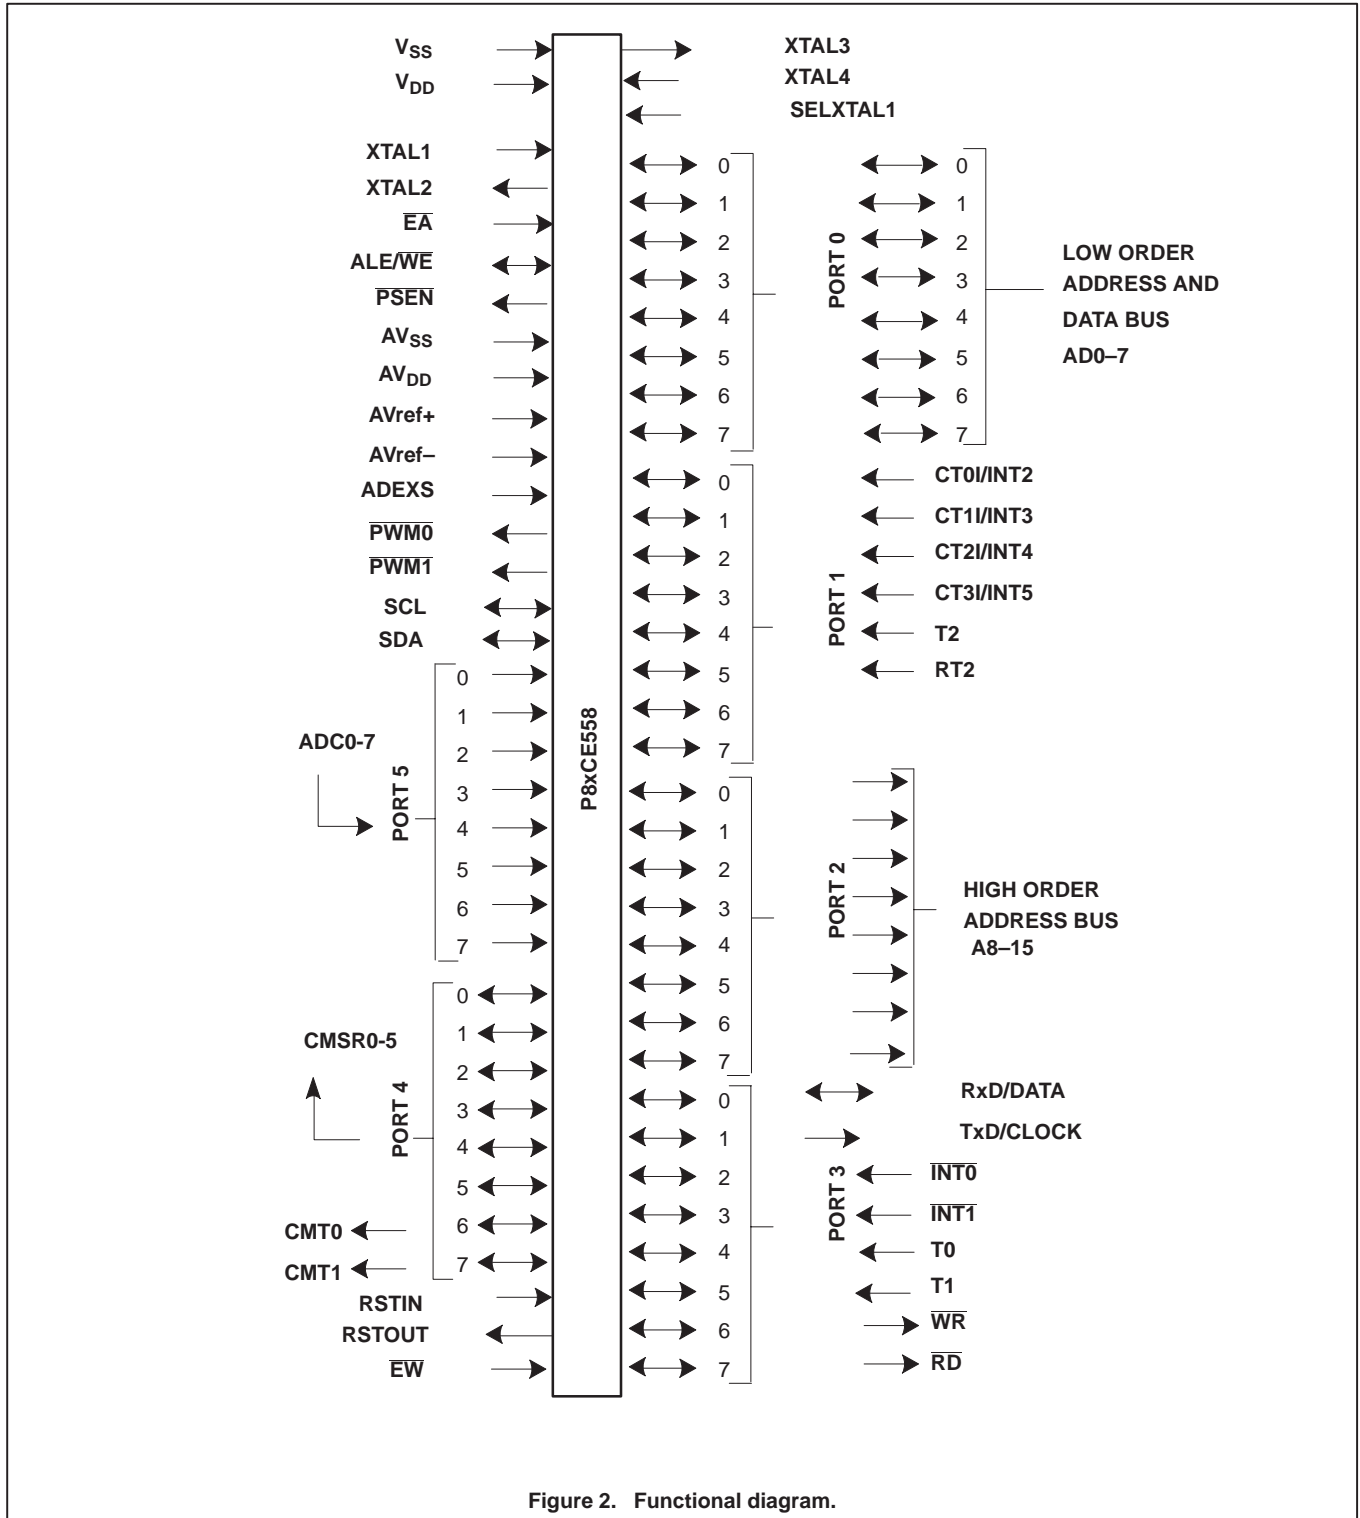 VSS
VDD
XTAL1
XTAL2
EA
ALE/WE
PSEN
AVSS
AVDD
AVref+
AVref–
ADEXS
PWM0
PWM1
SCL
SDA
ADC0-7
PORT 5
0
1
2
3
4
5
6
7
CMSR0-5
PORT 4
0
1
2
3
4
5
6
7
CMT0
CMT1
RSTIN
RSTOUT
EW
P8xCE558
XTAL3
XTAL4
SELXTAL1
0
1
2
3
4
5
6
7
PORT 0
0
1
2
3
4
5
6
7
LOW ORDER
ADDRESS AND
DATA BUS
AD0–7
0
1
2
3
4
5
6
7
PORT 1
CT0I/INT2
CT1I/INT3
CT2I/INT4
CT3I/INT5
T2
RT2
0
1
2
3
4
5
6
7
PORT 2
HIGH ORDER
ADDRESS BUS
A8–15
0
1
2
3
4
5
6
7
PORT 3
RxD/DATA
TxD/CLOCK
INT0
INT1
T0
T1
WR
RD
Figure 2. Functional diagram.